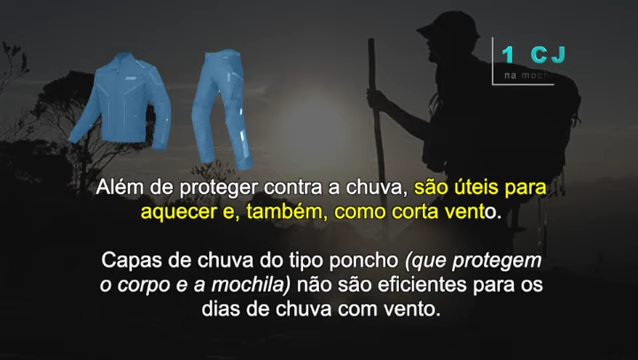 1 CJ
na moch
Além de proteger contra a chuva, são úteis para
aquecer e, também, como corta vento.
Capas de chuva do tipo poncho (que protegem
o corpo e a mochila) não são eficientes para os
dias de chuva com vento.